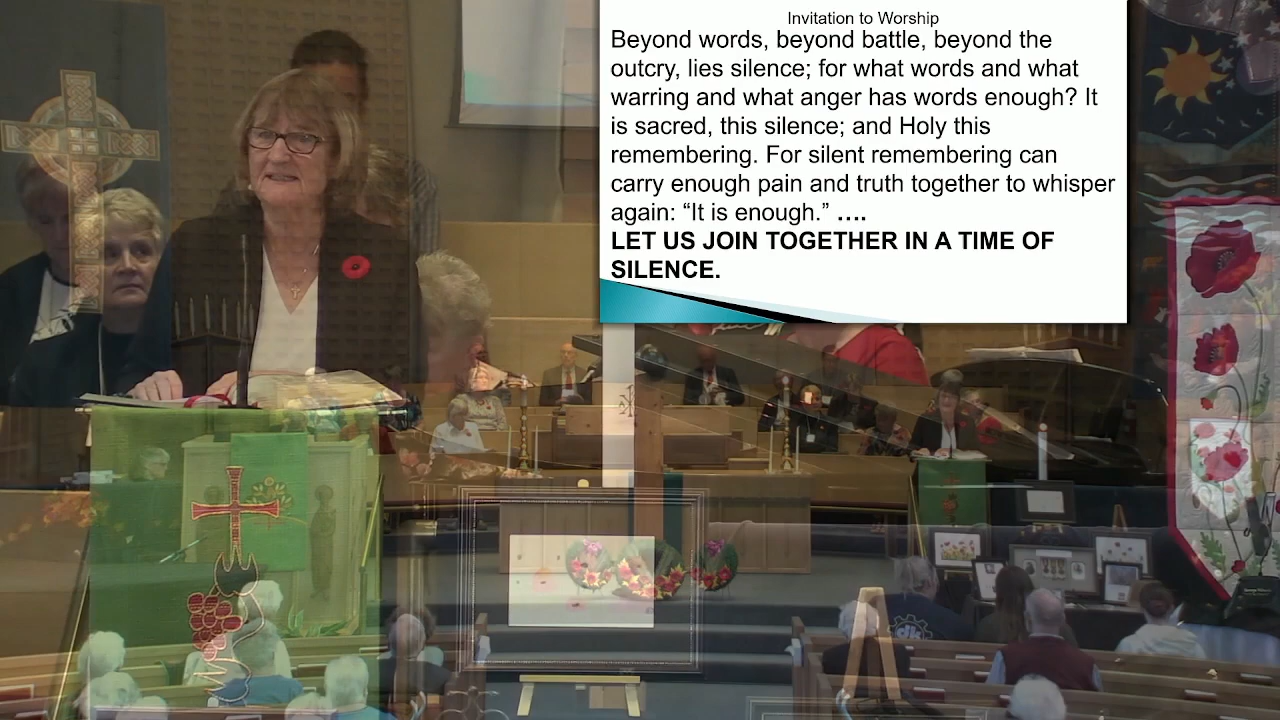 Invitation to Worship
Beyond words, beyond battle, beyond the
outcry, lies silence; for what words and what
warring and what anger has words enough? It
is sacred, this silence; and Holy this
remembering. For silent remembering can
carry enough pain and truth together to whisper
again: “It is enough.” ....
LET US JOIN TOGETHER IN A TIME OF
SILENCE.
dk